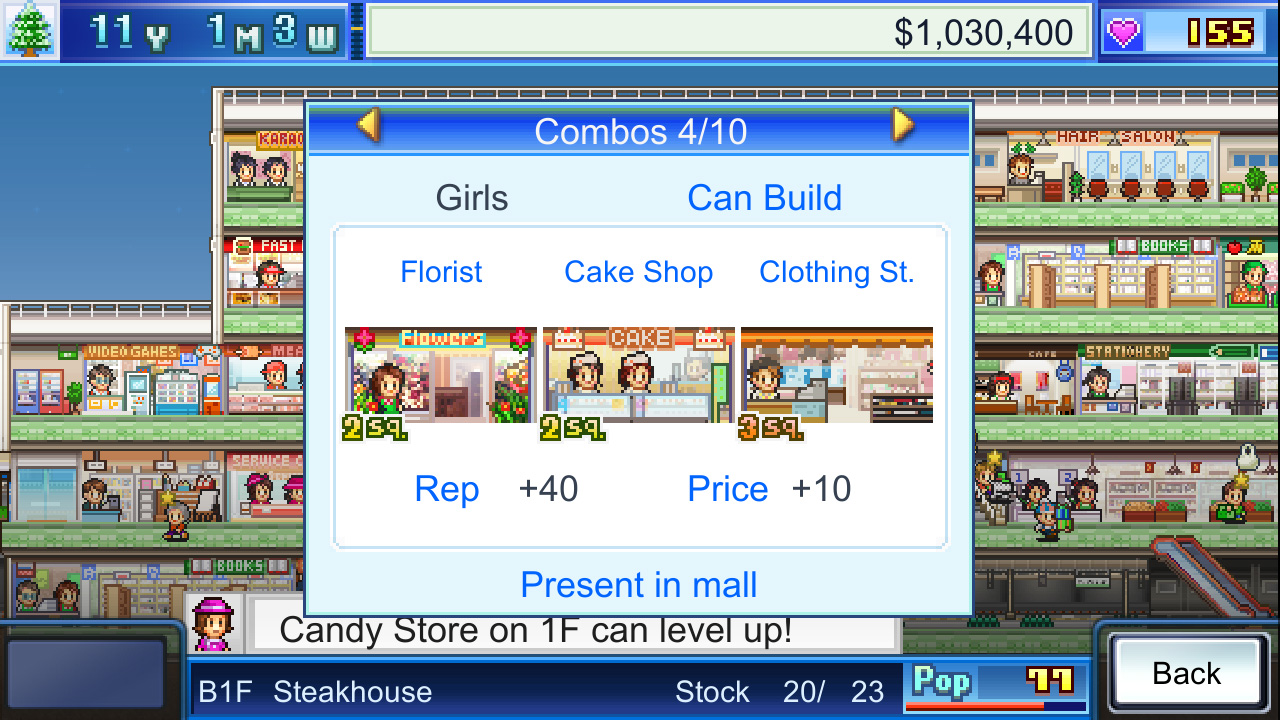 11 Y 1 M 3 W
$1,030,400
155
Combos 4/10
Girls Can Build
Florist Cake Shop Clothing St.
Flowers CAKE
2 sq. 2 sq. 3 sq.
Rep +40 Price +10
Present in mall
KARAO
HAIR SALON
FAST
BOOKS
VIDEO GAMES
MEA
CAFE
STATIONERY
SERVICE C
1 2
BOOKS
Candy Store on 1F can level up!
B1F Steakhouse Stock 20/ 23
Pop 77
Back